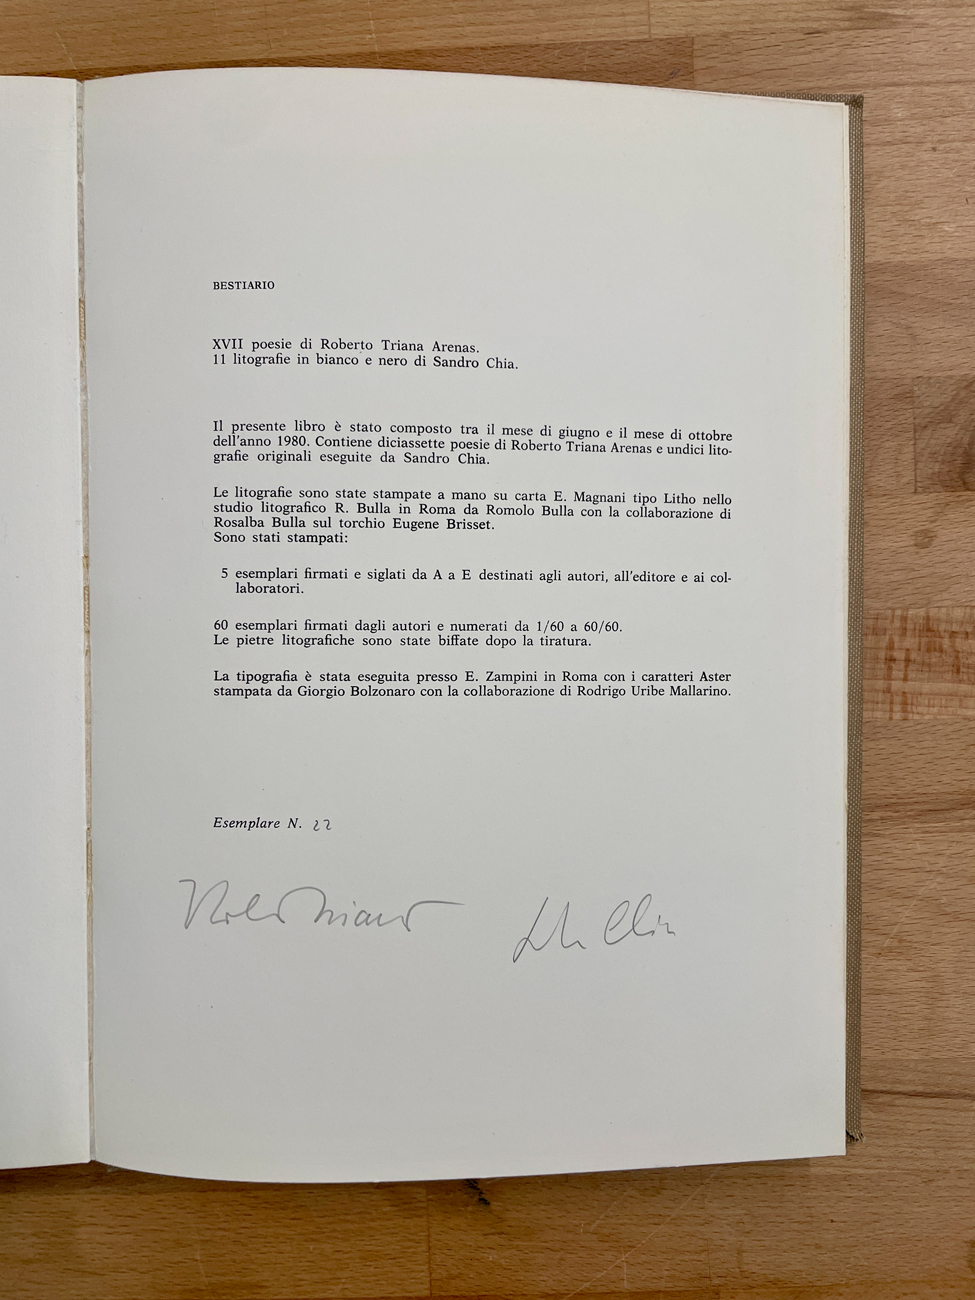 BESTIARIO
XVII poesie di Roberto Triana Arenas.
11 litografie in bianco e nero di Sandro Chia.
Il presente libro è stato composto tra il mese di giugno e il mese di ottobre
dell'anno 1980. Contiene diciassette poesie di Roberto Triana Arenas e undici lito-
grafie originali eseguite da Sandro Chia.
Le litografie sono state stampate a mano su carta E. Magnani tipo Litho nello
studio litografico R. Bulla in Roma da Romolo Bulla con la collaborazione di
Rosalba Bulla sul torchio Eugene Brisset.
Sono stati stampati:
5 esemplari firmati e siglati da A a E destinati agli autori, all'editore e ai col-
laboratori.
60 esemplari firmati dagli autori e numerati da 1/60 a 60/60.
Le pietre litografiche sono state biffate dopo la tiratura.
La tipografia è stata eseguita presso E. Zampini in Roma con i caratteri Aster
stampata da Giorgio Bolzonaro con la collaborazione di Rodrigo Uribe Mallarino.
Esemplare N. 22